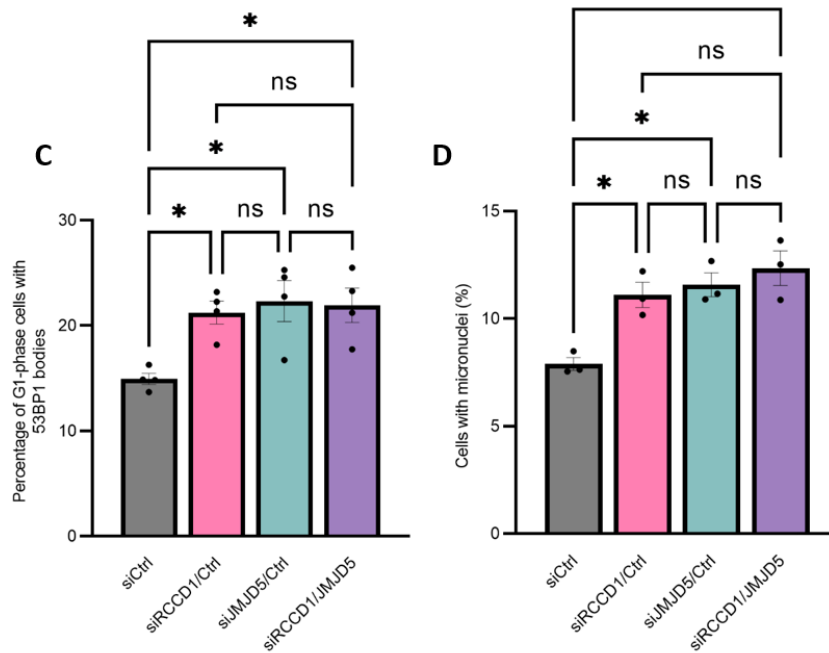 *
ns
C
*
*
ns
ns
30
20
10
0
Percentage of G1-phase cells with
53BP1 bodies
siCtrl
siRCCD1/Ctrl
siJMJD5/Ctrl
siRCCD1/JMJD5
ns
D
*
*
ns
ns
15
10
5
0
Cells with micronuclei (%)
siCtrl
siRCCD1/Ctrl
siJMJD5/Ctrl
siRCCD1/JMJD5